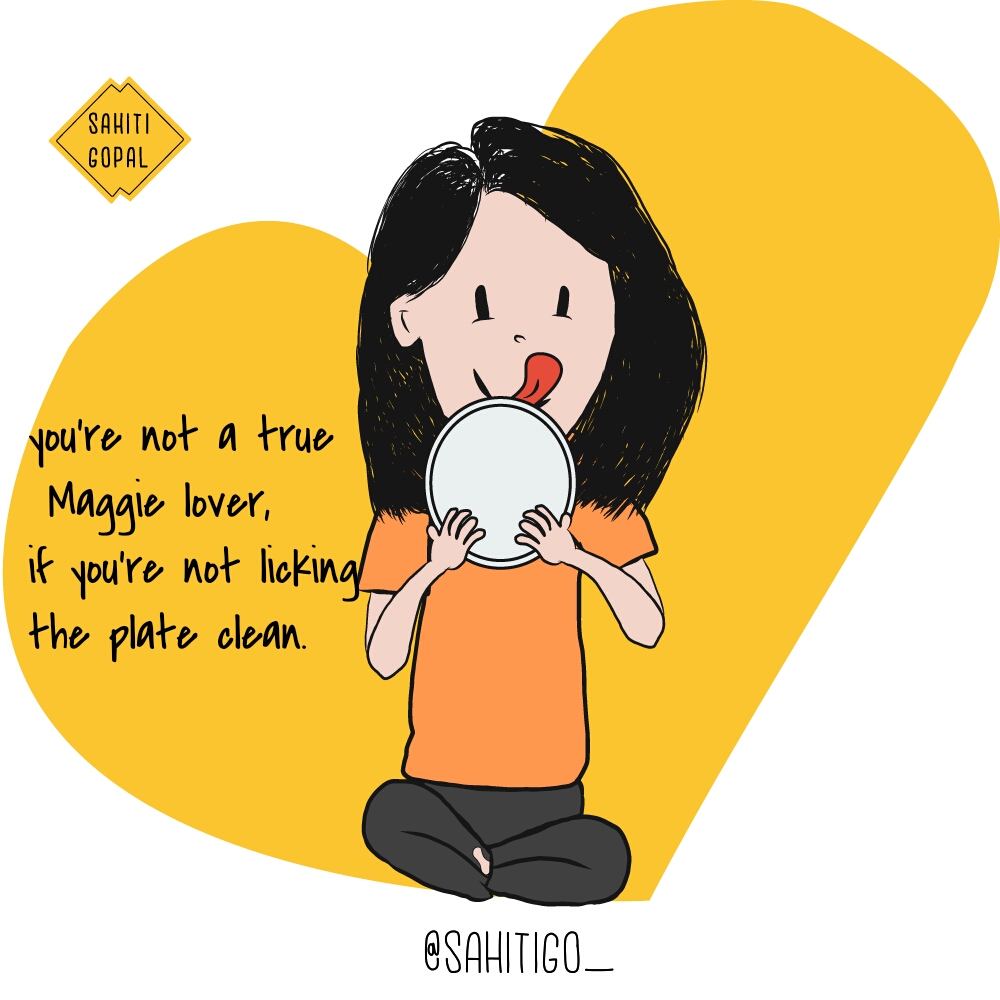 SAHITI
GOPAL
you're not a true
Maggie lover,
if you're not licking
the plate clean.
@SAHITIGO_